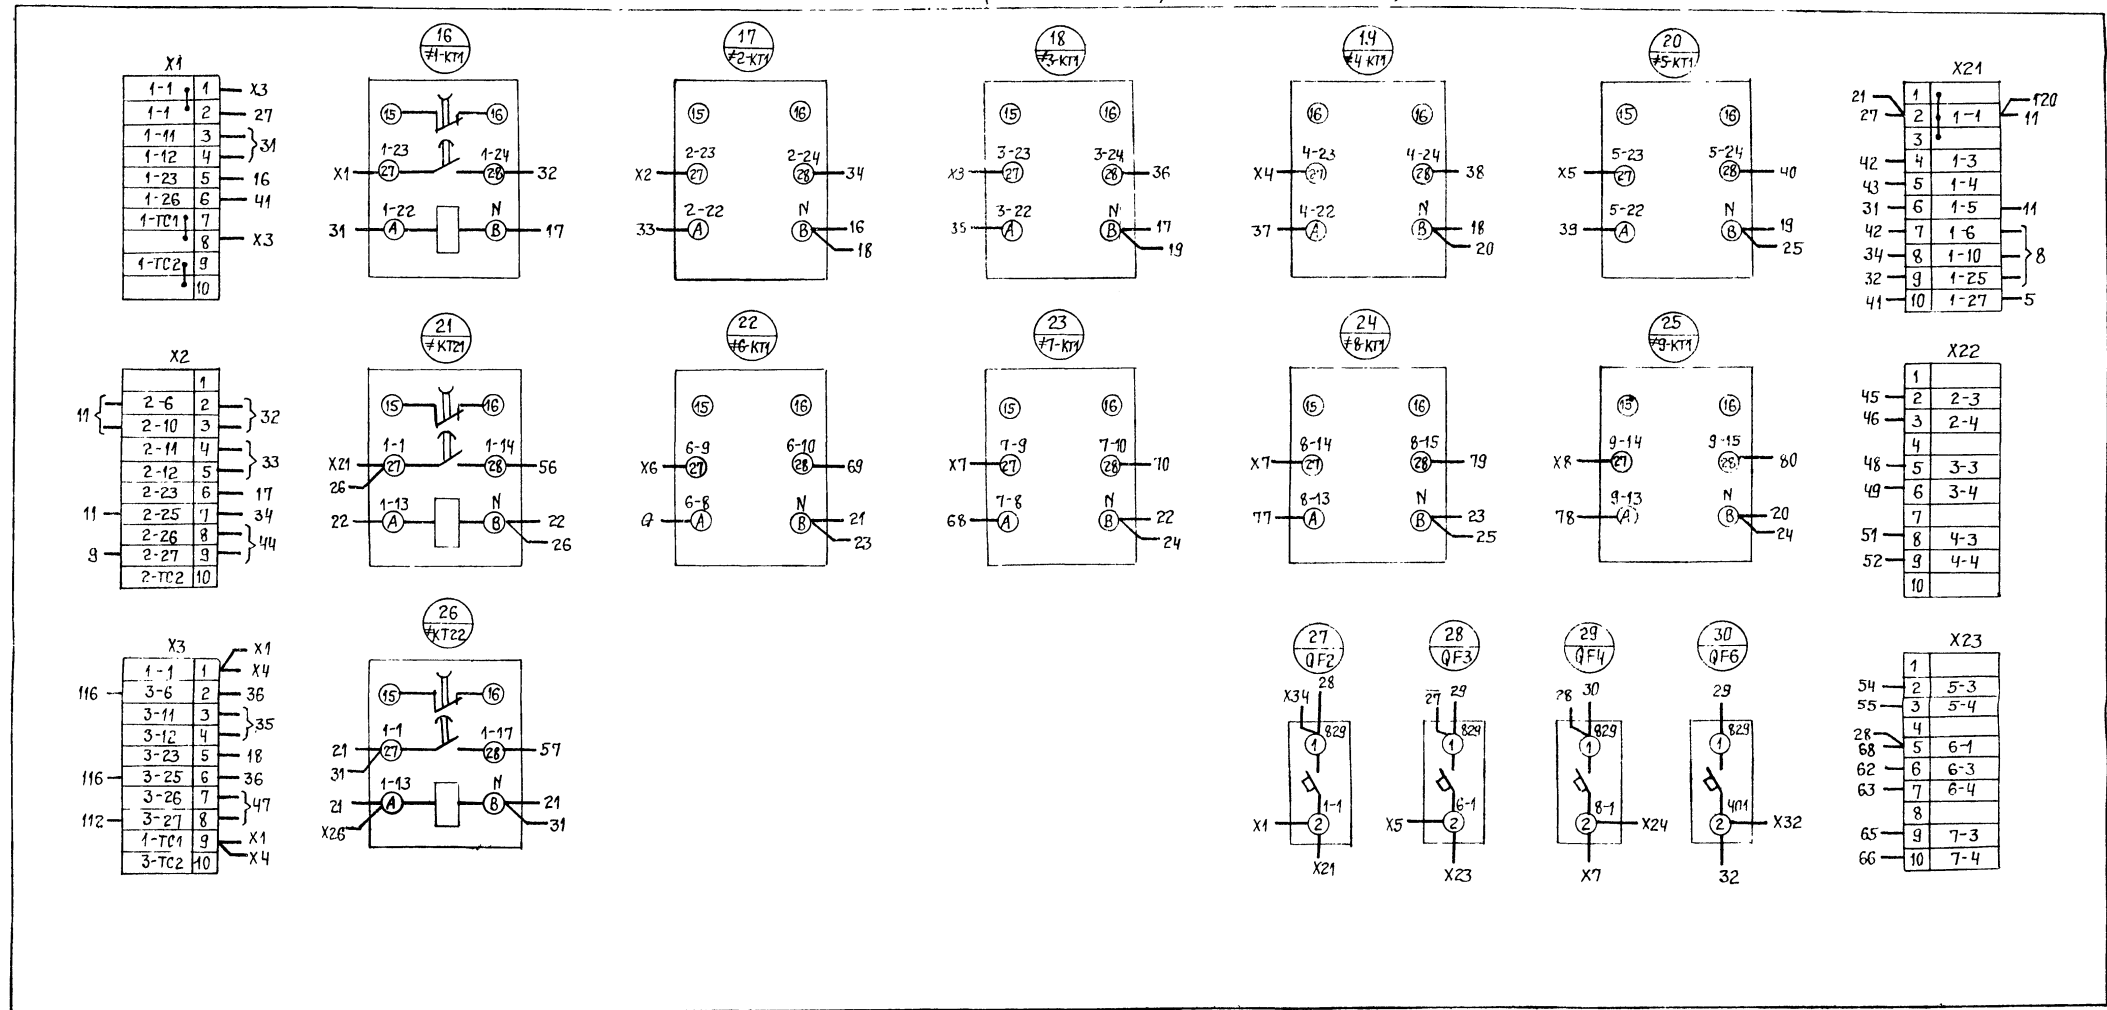 X1
1-1 1 X3
1-1 2 27
1-11 3
1-12 4
31
1-23 5 16
1-26 6 41
1-TC1 7
8 X3
1-TC2 9
10
16
≠1-KT1
15 16
X1 1-23 27 1-24 28 32
31 1-22 A N B 17
17
≠2-KT1
15 16
X2 2-23 27 2-24 28 34
33 2-22 A N B 16
18
18
≠3-KT1
15 16
X3 3-23 27 3-24 28 36
35 3-22 A N B 17
19
19
≠4 KT1
16 16
X4 4-23 27 4-24 28 38
37 4-22 A N B 18
20
20
≠5-KT1
15 16
X5 5-23 27 5-24 28 40
39 5-22 A N B 19
25
X21
21 1 120
27 2 1-1 11
3
42 4 1-3
43 5 1-4
31 6 1-5 11
42 7 1-6
34 8 1-10 8
32 9 1-25
41 10 1-27 5
X2
1
11 2-6 2 32
2-10 3
2-11 4 33
2-12 5
2-23 6 17
11 2-25 7 34
2-26 8 44
9 2-27 9
2-TC2 10
21
≠KT21
15 16
X21 1-1 27 1-14 28 56
26
22 1-13 A N B 22
26
22
≠6-KT1
15 16
X6 6-9 27 6-10 28 69
6-8 A N B 21
23
23
≠7-KT1
15 16
X7 7-9 27 7-10 28 70
68 7-8 A N B 22
24
24
≠8-KT1
15 16
X7 8-14 27 8-15 28 79
77 8-13 A N B 23
25
25
≠9-KT1
15 16
X8 9-14 27 9-15 28 80
78 9-13 A N B 20
24
X22
1
45 2 2-3
46 3 2-4
4
48 5 3-3
49 6 3-4
7
51 8 4-3
52 9 4-4
10
X3
X1
1-1 1 X4
116 3-6 2 36
3-11 3 35
3-12 4
3-23 5 18
116 3-25 6 36
3-26 7 47
112 3-27 8
1-TC1 9 X1
3-TC2 10 X4
26
≠KT22
15 16
21 1-1 27 1-17 28 57
31
21 1-13 A N B 21
X26 31
27
QF2
X34 28
829
1
1-1
X1 2
X21
28
QF3
27 29
829
1
6-1
X5 2
X23
29
QF4
28 30
829
1
8-1
2 X24
X7
30
QF6
29
829
1
4П1
2 X32
32
X23
1
54 2 5-3
55 3 5-4
28 4
68 5 6-1
62 6 6-3
63 7 6-4
8
65 9 7-3
66 10 7-4